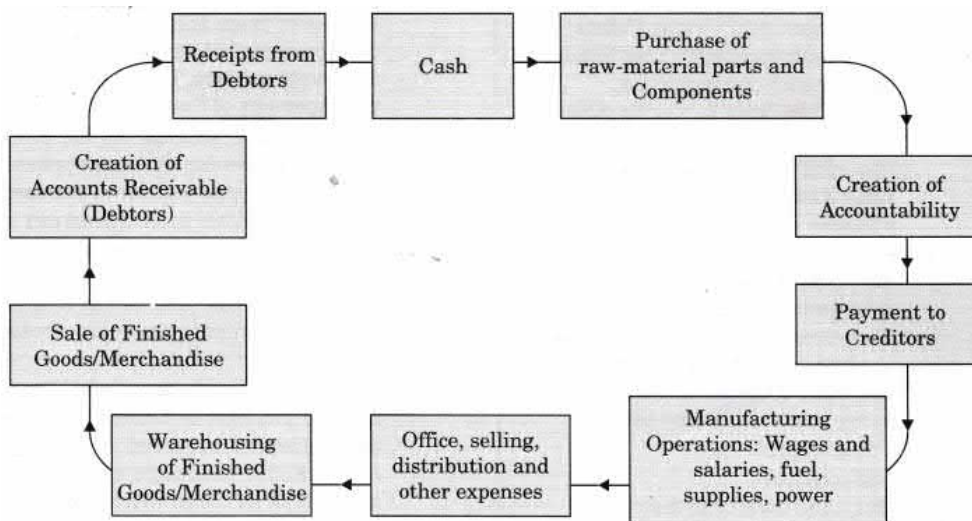 Receipts from
Debtors
Cash
Purchase of
raw-material parts and
Components
Creation of
Accounts Receivable
(Debtors)
Creation of
Accountability
Sale of Finished
Goods/Merchandise
Payment to
Creditors
Warehousing
of Finished
Goods/Merchandise
Office, selling,
distribution and
other expenses
Manufacturing
Operations: Wages and
salaries, fuel,
supplies, power